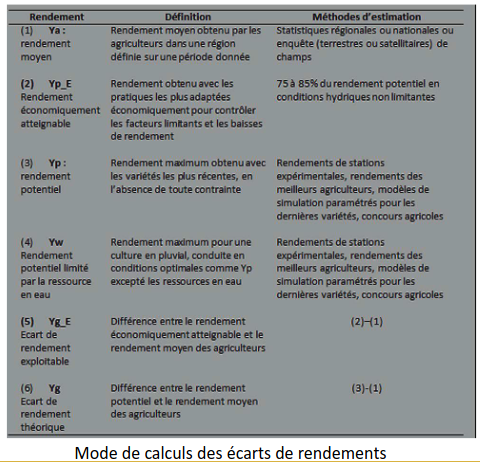 Rendement Définition Méthodes d'estimation
(1) Ya : Rendement moyen obtenu par les Statistiques régionales ou nationales ou
rendement agriculteurs dans une région enquête (terrestres ou satellitaires) de
moyen définie sur une période donnée champs
(2) Yp_E Rendement obtenu avec les 75 à 85% du rendement potentiel en
Rendement pratiques les plus adaptées conditions hydriques non limitantes
économiquement économiquement pour contrôler
atteignable les facteurs limitants et les baisses
de rendement
(3) Yp : Rendement maximum obtenu avec Rendements de stations
rendement les variétés les plus récentes, en expérimentales, rendements des
potentiel l'absence de toute contrainte meilleurs agriculteurs, modèles de
simulation paramétrés pour les
dernières variétés, concours agricoles
(4) Yw Rendement maximum pour une Rendements de stations
Rendement culture en pluvial, conduite en expérimentales, rendements des
potentiel limité conditions optimales comme Yp meilleurs agriculteurs, modèles de
par la ressource excepté les ressources en eau simulation paramétrés pour les
en eau dernières variétés, concours agricoles
(5) Yg_E Différence entre le rendement (2)–(1)
Ecart de économiquement atteignable et le
rendement rendement moyen des agriculteurs
exploitable
(6) Yg Différence entre le rendement (3)-(1)
Ecart de potentiel et le rendement moyen
rendement des agriculteurs
théorique
Mode de calculs des écarts de rendements